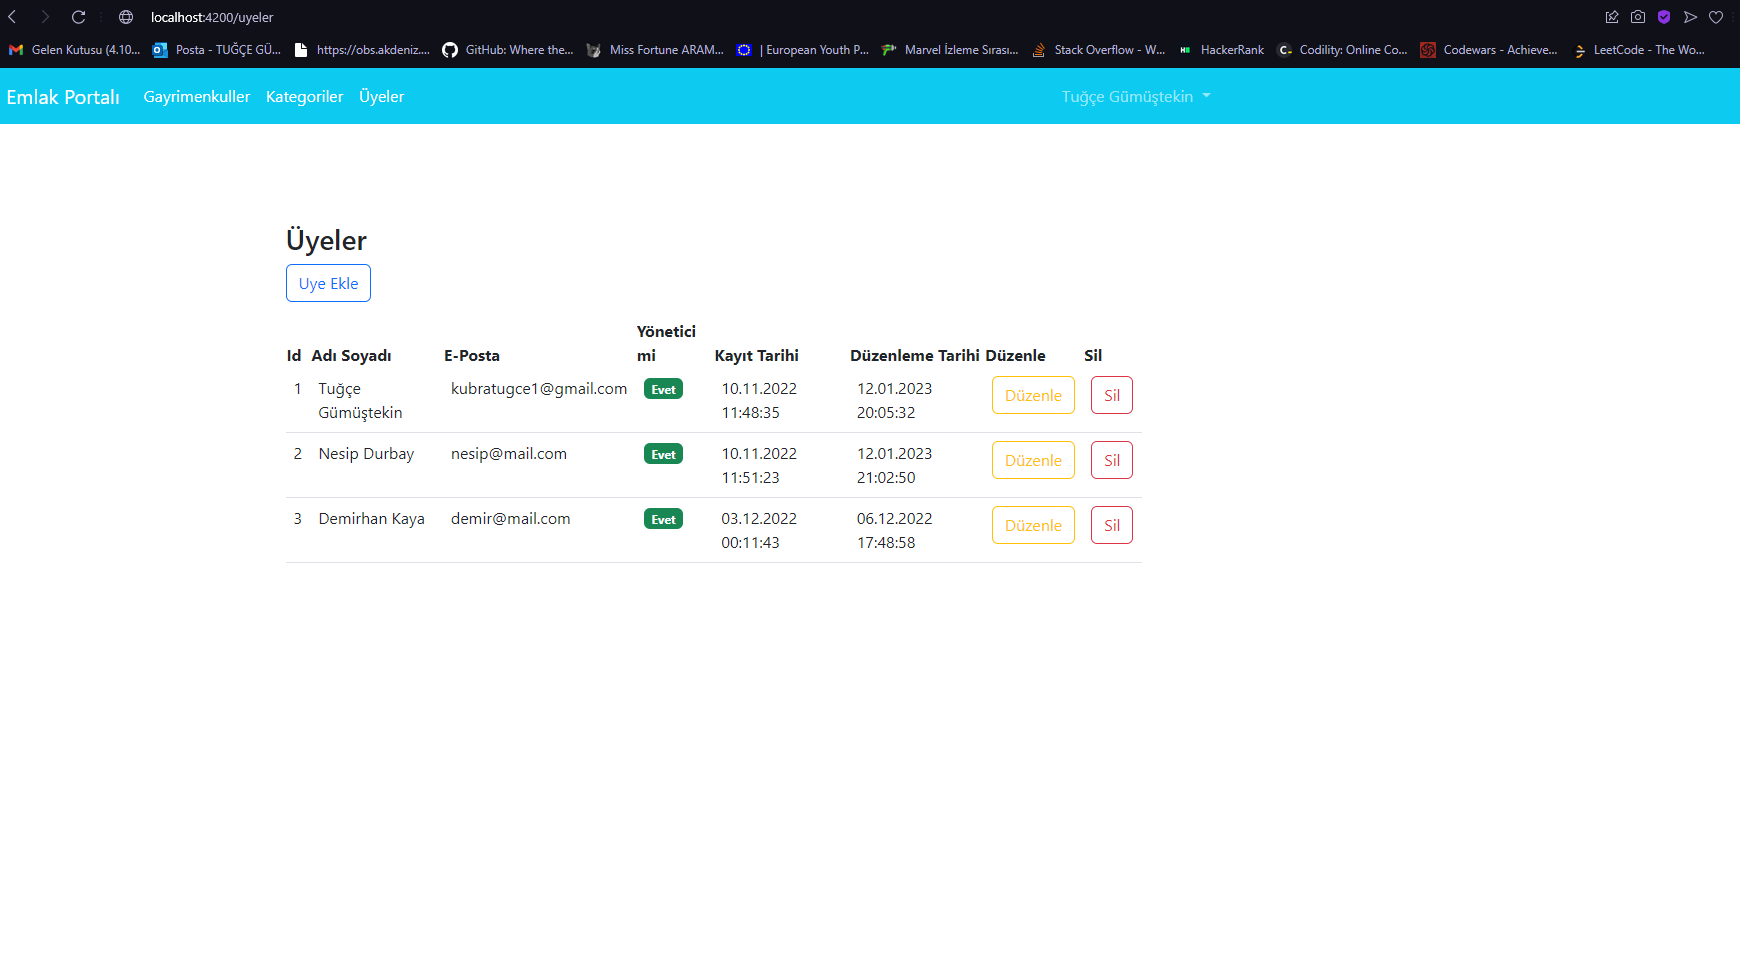 localhost:4200/uyeler
Gelen Kutusu (4.10... Posta - TUĞÇE GÜ... https://obs.akdeniz.... GitHub: Where the... Miss Fortune ARAM... | European Youth P... Marvel İzleme Sırası... Stack Overflow - W... HackerRank Codility: Online Co... Codewars - Achieve... LeetCode - The Wo...
Emlak Portalı Gayrimenkuller Kategoriler Üyeler Tuğçe Gümüştekin
Üyeler
Uye Ekle
Yönetici
Id Adı Soyadı E-Posta mi Kayıt Tarihi Düzenleme Tarihi Düzenle Sil
1 Tuğçe kubratugce1@gmail.com Evet 10.11.2022 12.01.2023 Düzenle Sil
Gümüştekin 11:48:35 20:05:32
2 Nesip Durbay nesip@mail.com Evet 10.11.2022 12.01.2023 Düzenle Sil
11:51:23 21:02:50
3 Demirhan Kaya demir@mail.com Evet 03.12.2022 06.12.2022 Düzenle Sil
00:11:43 17:48:58